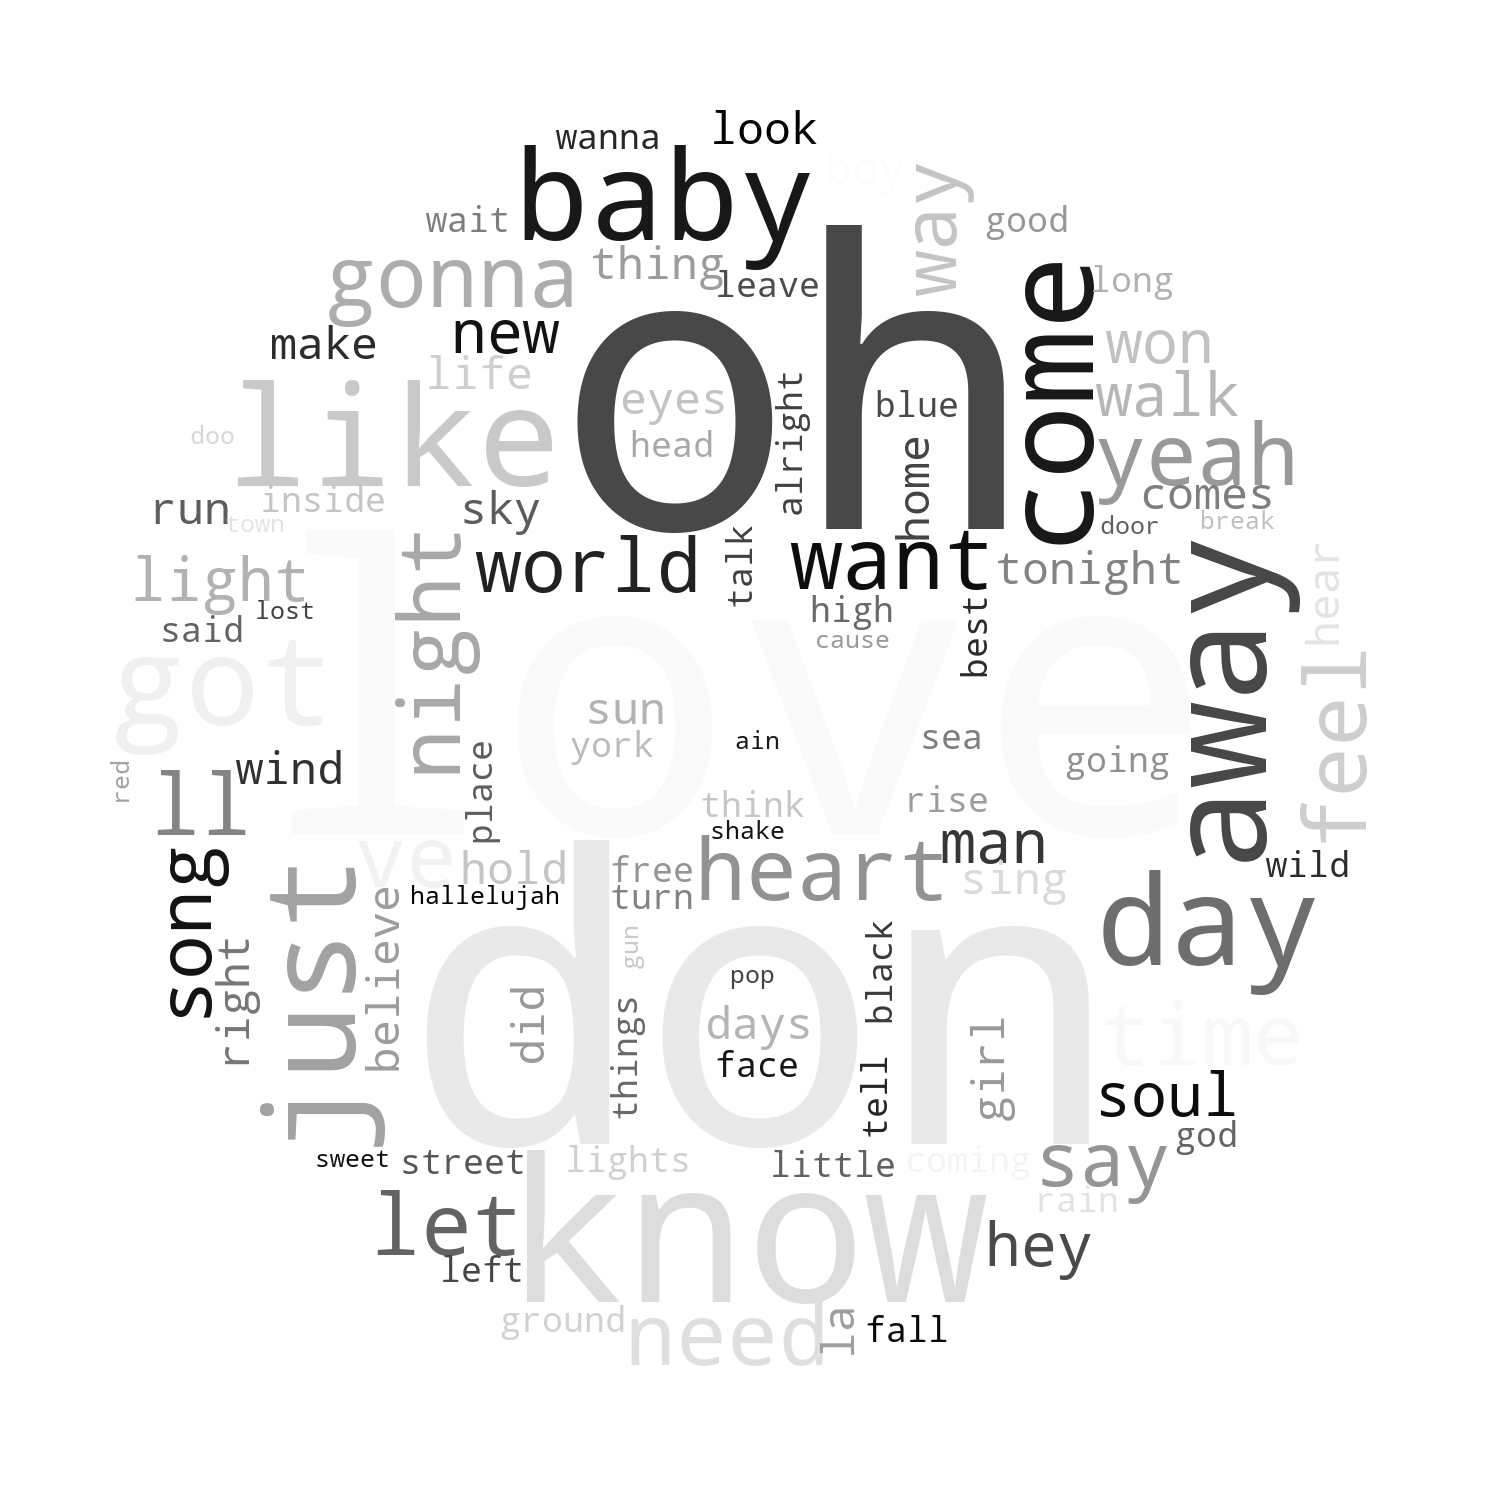 wanna
look
baby
boy
way
wait
good
gonna
thing
leave
oh
come
long
make
new
life
won
like
eyes
alright
blue
walk
doo
head
yeah
run
inside
sky
home
comes
town
door
break
world
talk
want
tonight
hear
light
night
love
lost
high
best
away
said
cause
got
feel
sun
york
ain
sea
going
wind
red
place
ll
think
rise
shake
man
ve
hold
free
heart
sing
wild
song
just
believe
hallelujah
turn
day
right
don
gun
black
pop
did
things
days
girl
time
face
tell
soul
sweet
street
lights
little
coming
say
god
let
know
rain
left
hey
ground
need
la
fall